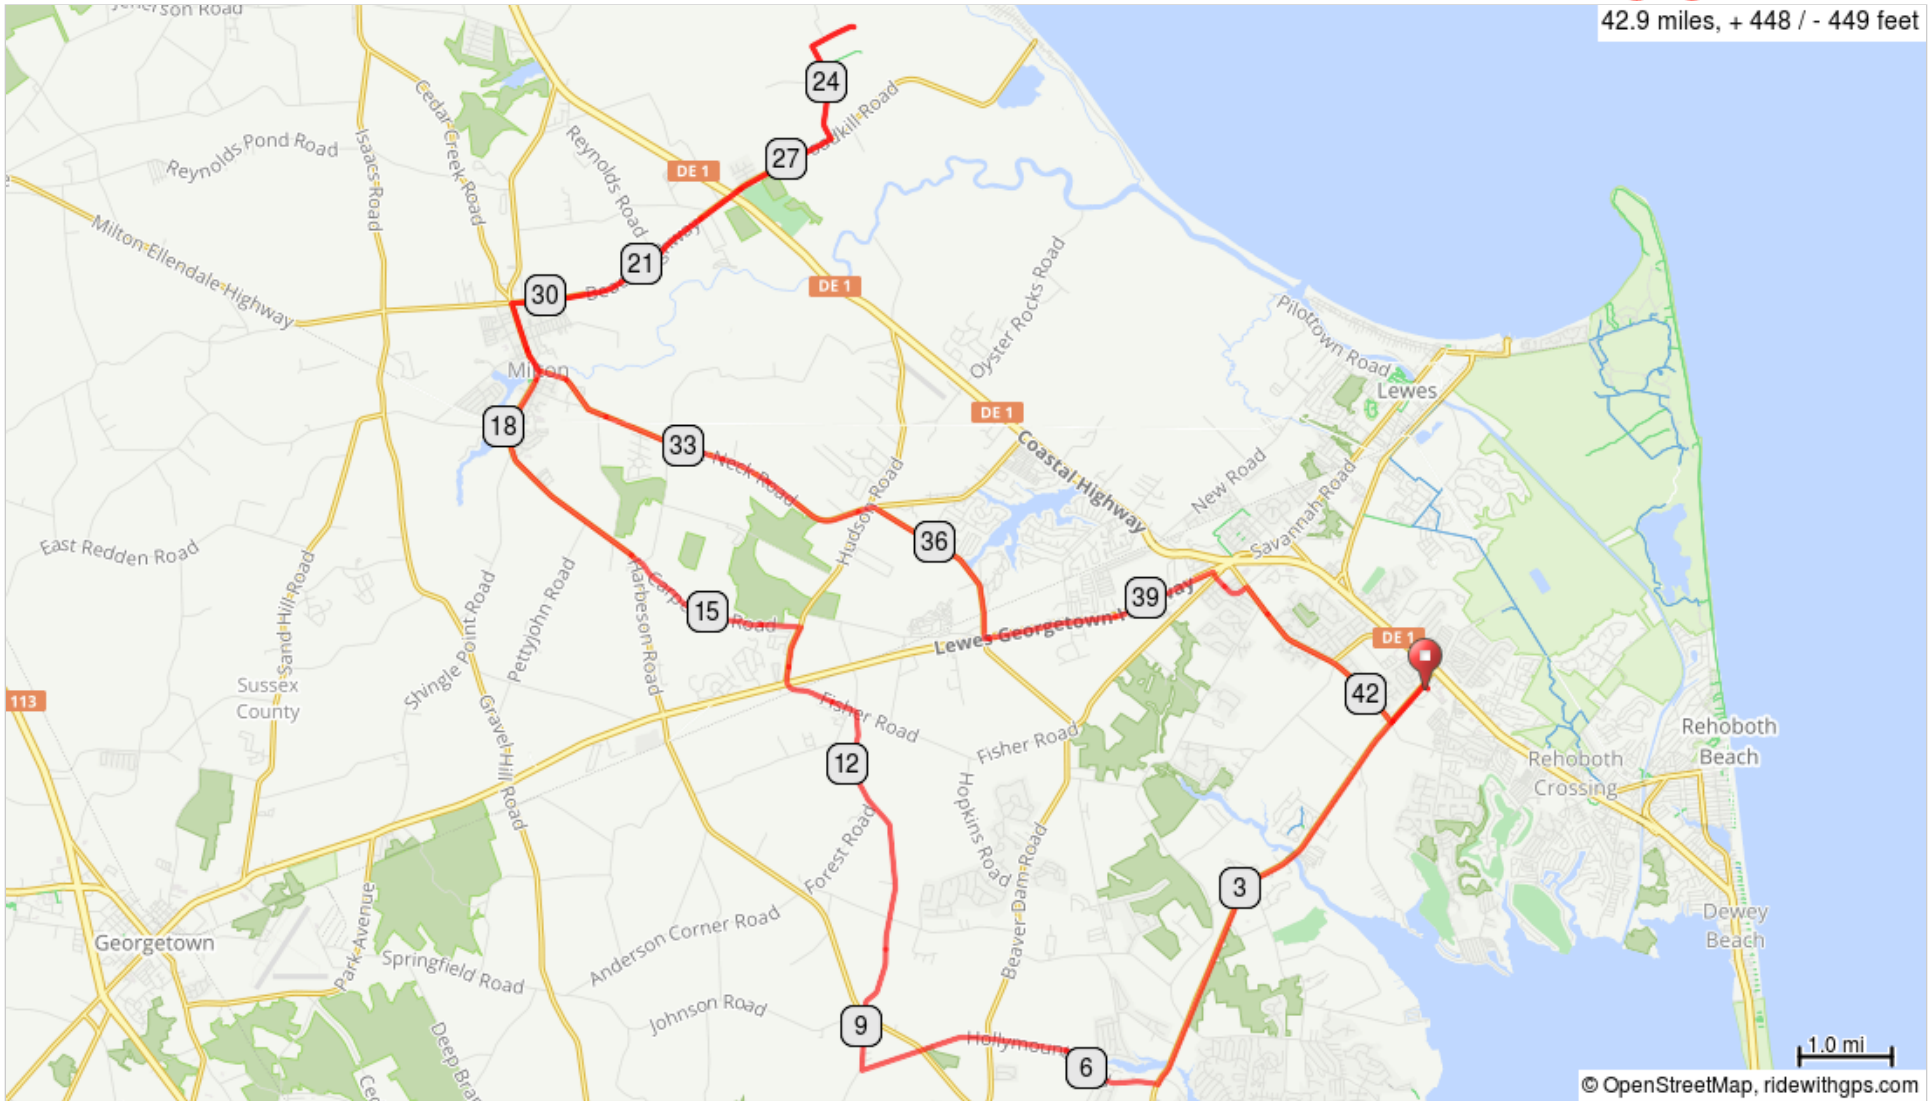 Jefferson Road
42.9 miles, + 448 / - 449 feet
24
Cedar Creek Road
Reynolds Pond Road
Isaacs Road
Reynolds Road
27
DE 1
Milton Ellendale Highway
21
30
DE 1
Oyster Rocks Road
Pilottown Road
Lewes
Milton
DE 1
18
33
Neck Road
Coastal Highway
New Road
Savannah Road
Hudson Road
36
East Redden Road
Sand Hill Road
Shingle Point Road
Pettyjohn Road
Harbeson Road
15
Road
39
Lewes Georgetown
DE 1
113
Sussex
County
42
Fisher Road
Fisher Road
Gravel Hill Road
12
Rehoboth
Beach
Rehoboth
Crossing
Hopkins Road
Forest Road
Beaver Dam Road
3
Park Avenue
Georgetown
Anderson Corner Road
Springfield Road
Dewey
Beach
Johnson Road
9
6
1.0 mi
© OpenStreetMap, ridewithgps.com